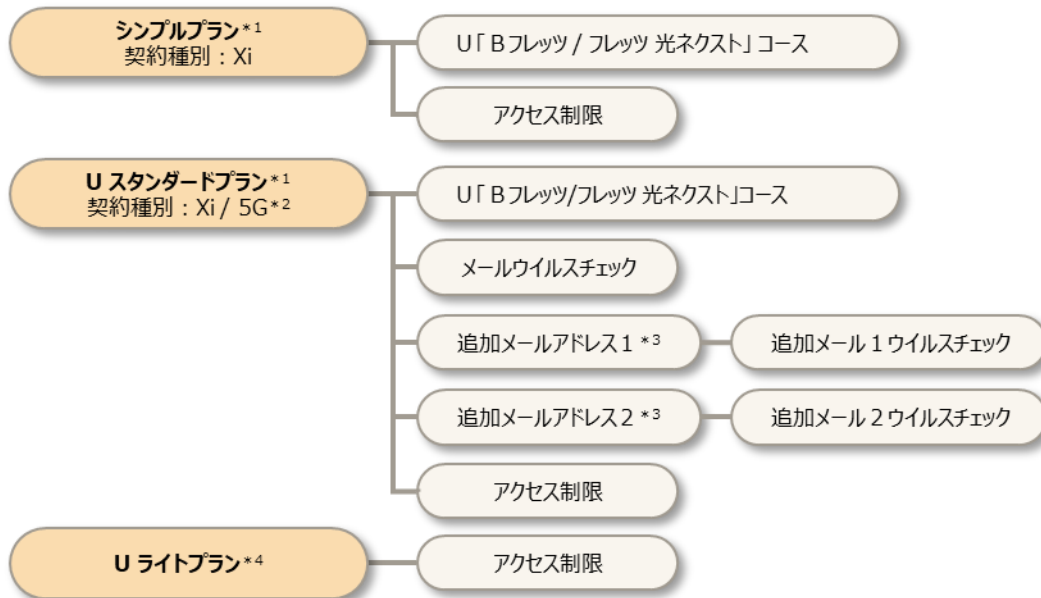 シンプルプラン*1
契約種別：Xi
U「Bフレッツ / フレッツ 光ネクスト」コース
アクセス制限
U スタンダードプラン*1
契約種別：Xi / 5G*2
U「Bフレッツ/フレッツ 光ネクスト」コース
メールウイルスチェック
追加メールアドレス1 *3
追加メール1ウイルスチェック
追加メールアドレス2 *3
追加メール2ウイルスチェック
アクセス制限
U ライトプラン*4
アクセス制限